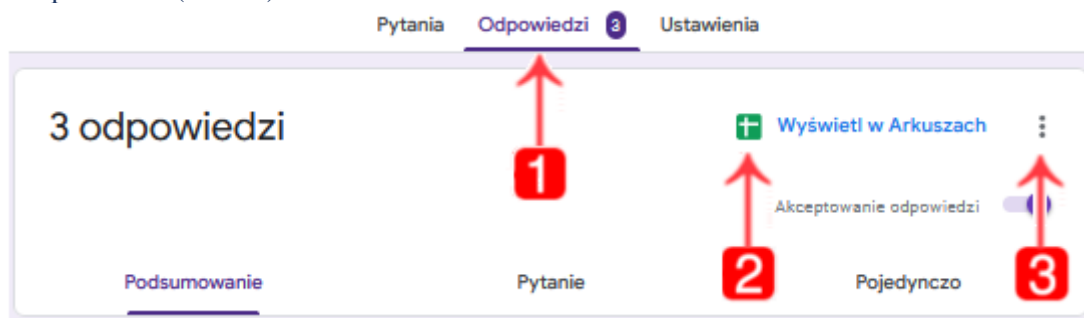 Pytania Odpowiedzi 3 Ustawienia
3 odpowiedzi
Wyświetl w Arkuszach
1
Akceptowanie odpowiedzi
2
3
Podsumowanie Pytanie Pojedynczo